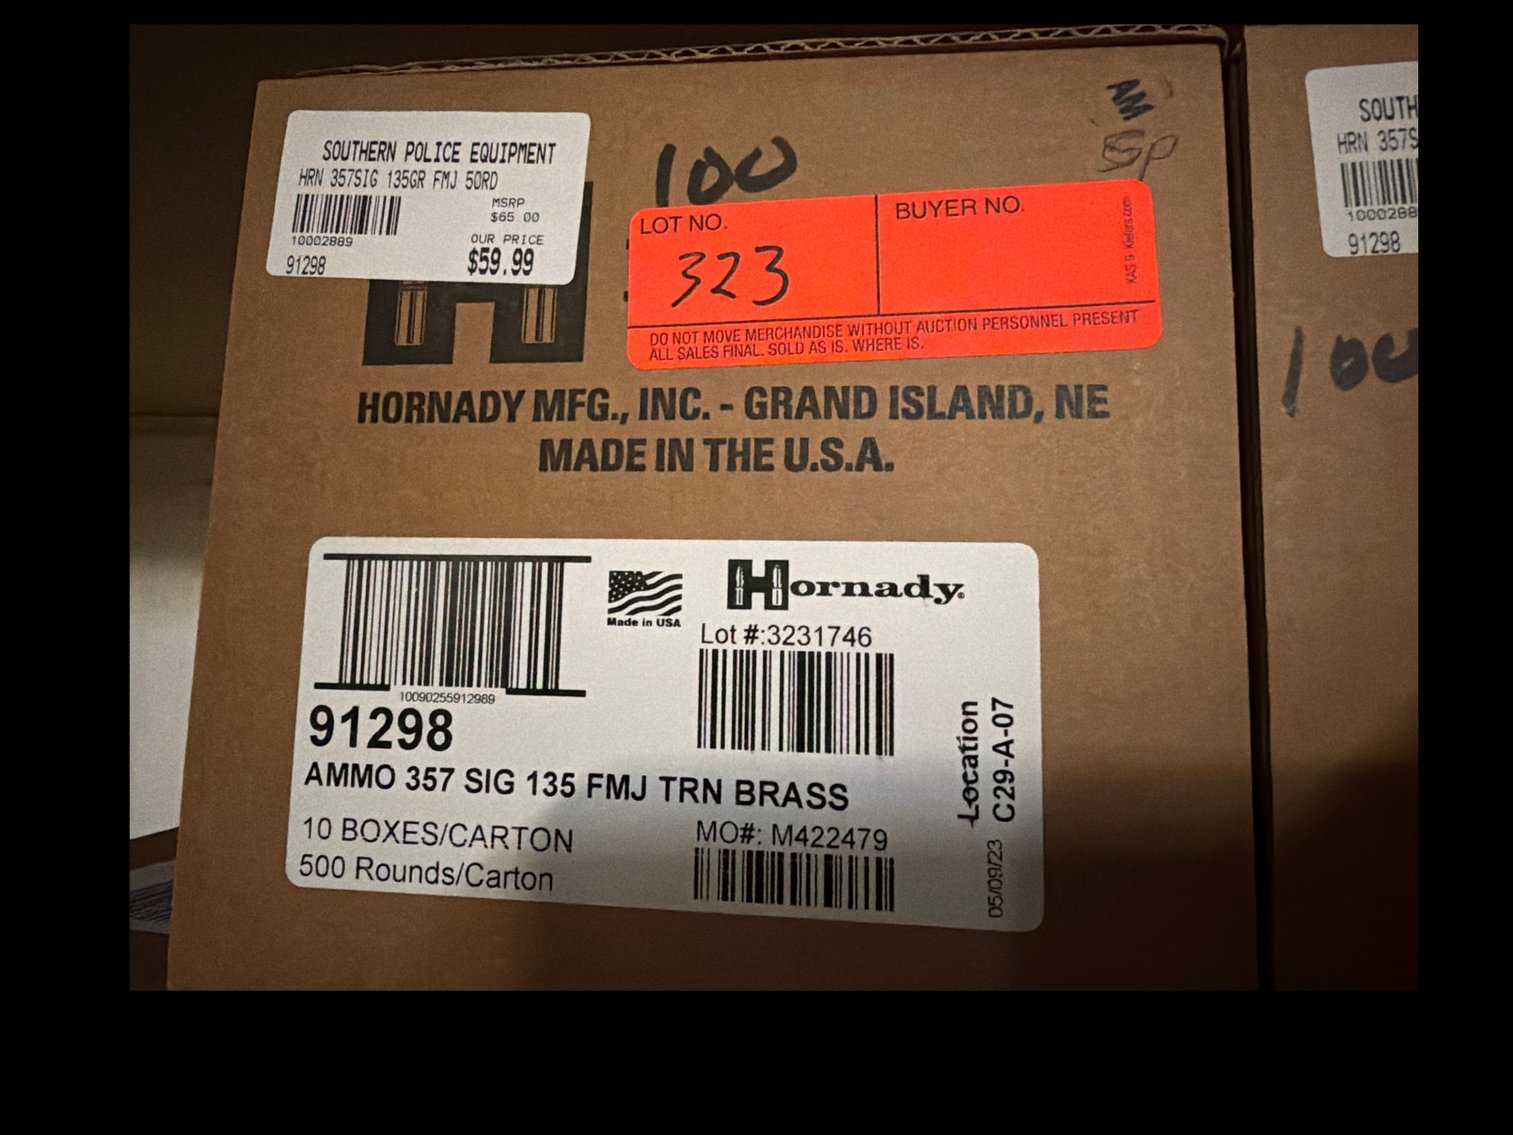 SOUTHERN POLICE EQUIPMENT
HRN 357SIG 135GR FMJ 50RD
MSRP
$65 00
10002889
OUR PRICE
91298
$59.99
100
AM
SP
LOT NO.
323
BUYER NO.
KAS 9 Kiefers.com
DO NOT MOVE MERCHANDISE WITHOUT AUCTION PERSONNEL PRESENT
ALL SALES FINAL. SOLD AS IS. WHERE IS.
HORNADY MFG., INC. - GRAND ISLAND, NE
MADE IN THE U.S.A.
10090255912989
91298
AMMO 357 SIG 135 FMJ TRN BRASS
10 BOXES/CARTON
500 Rounds/Carton
Made in USA
Hornady.
Lot #:3231746
MO#: M422479
Location
C29-A-07
05/09/23
SOUTH
HRN 357S
1000288
91298
100